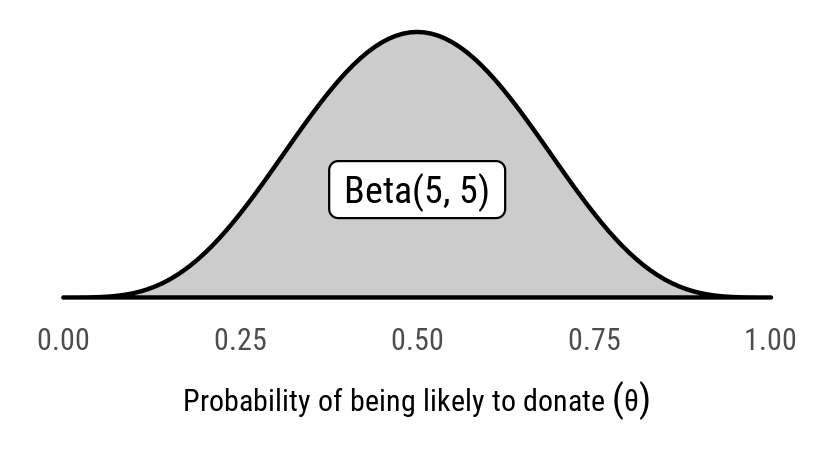 Beta(5, 5)
0.00 0.25 0.50 0.75 1.00
Probability of being likely to donate (θ)